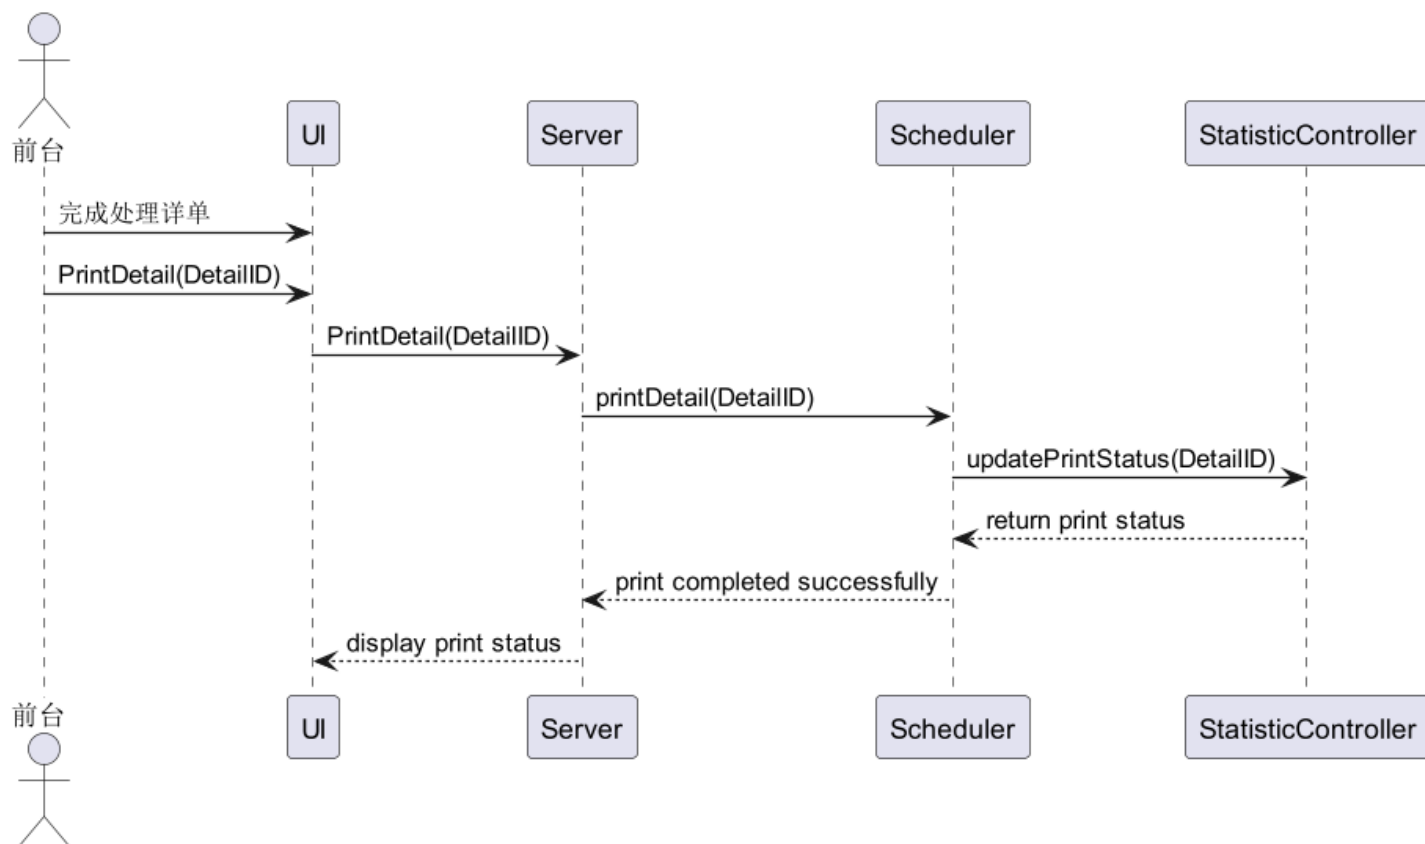 前台
UI
Server
Scheduler
StatisticController
完成处理详单
PrintDetail(DetailID)
PrintDetail(DetailID)
printDetail(DetailID)
updatePrintStatus(DetailID)
return print status
print completed successfully
display print status
前台
UI
Server
Scheduler
StatisticController